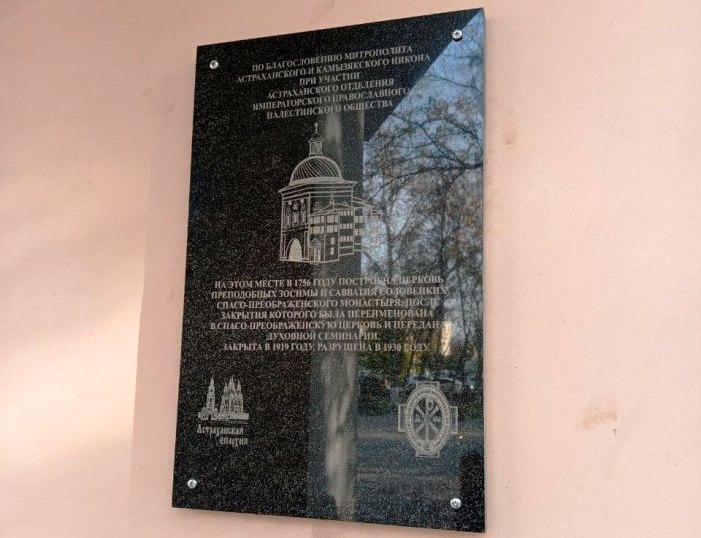 ПО БЛАГОСЛОВЕНИЮ МИТРОПОЛИТА
АСТРАХАНСКОГО И КАМЫЗЯКСКОГО НИКОНА
ПРИ УЧАСТИИ
АСТРАХАНСКОГО ОТДЕЛЕНИЯ
ИМПЕРАТОРСКОГО ПРАВОСЛАВНОГО
ПАЛЕСТИНСКОГО ОБЩЕСТВА
НА ЭТОМ МЕСТЕ В 1756 ГОДУ ПОСТРОЕНА ЦЕРКОВЬ
ПРЕПОДОБНЫХ ЗОСИМЫ И САВВАТИЯ СОЛОВЕЦКИХ
СПАСО-ПРЕОБРАЖЕНСКОГО МОНАСТЫРЯ, ПОСЛЕ
ЗАКРЫТИЯ КОТОРОГО БЫЛА ПЕРЕИМЕНОВАНА
В СПАСО-ПРЕОБРАЖЕНСКУЮ ЦЕРКОВЬ И ПЕРЕДАНА
ДУХОВНОЙ СЕМИНАРИИ.
ЗАКРЫТА В 1919 ГОДУ, РАЗРУШЕНА В 1930 ГОДУ
Астраханская
епархия